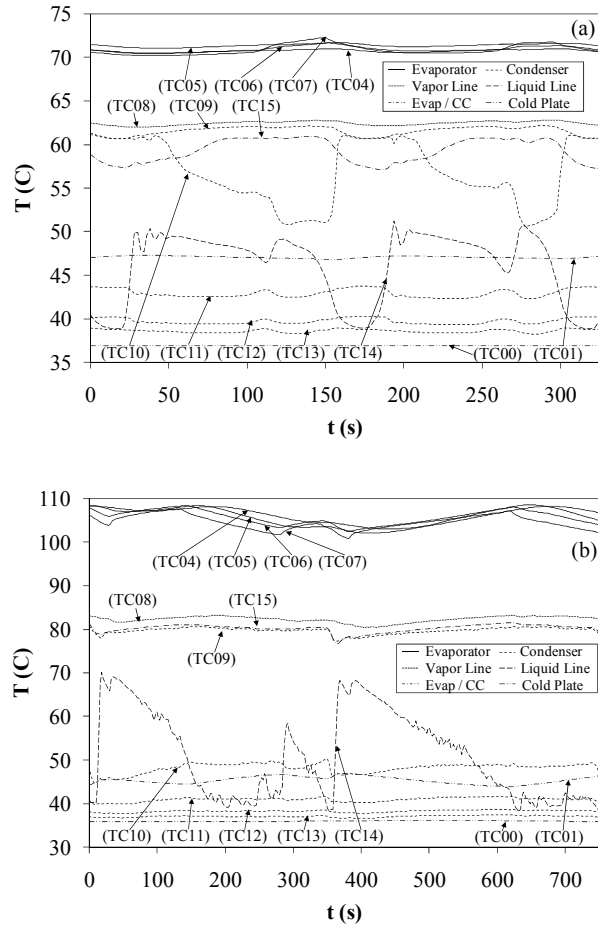 (a)
75
70
65
60
55
50
45
40
35
T (C)
(TC05)
(TC06)
(TC07)
(TC04)
(TC08)
(TC09)
(TC15)
Evaporator
Condenser
Vapor Line
Liquid Line
Evap / CC
Cold Plate
(TC10)
(TC11)
(TC12)
(TC13)
(TC14)
(TC00)
(TC01)
0 50 100 150 200 250 300
t (s)
(b)
110
100
90
80
70
60
50
40
30
T (C)
(TC04)
(TC05)
(TC06)
(TC07)
(TC08)
(TC15)
(TC09)
Evaporator
Condenser
Vapor Line
Liquid Line
Evap / CC
Cold Plate
(TC10)
(TC11)
(TC12)
(TC13)
(TC14)
(TC00)
(TC01)
0 100 200 300 400 500 600 700
t (s)